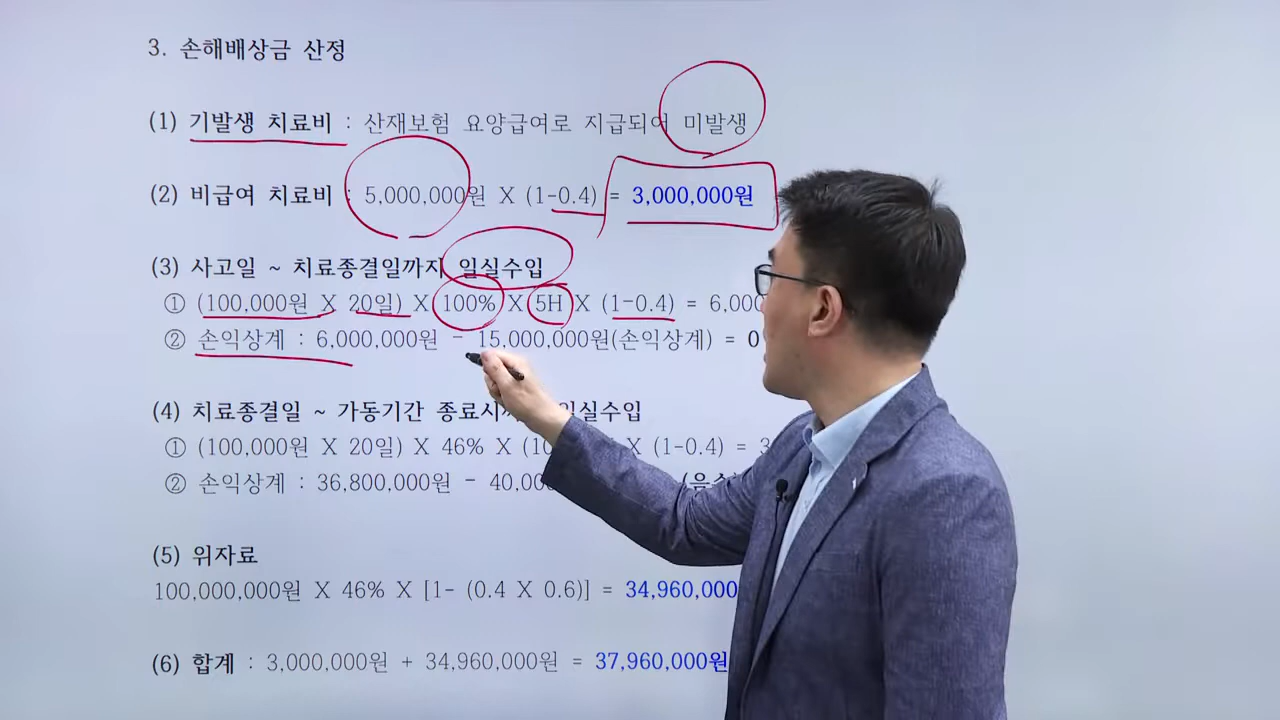 3. 손해배상금 산정
(1) 기발생 치료비 : 산재보험 요양급여로 지급되어 미발생
(2) 비급여 치료비 : 5,000,000원 X (1-0.4) = 3,000,000원
(3) 사고일 ~ 치료종결일까지 일실수입
① (100,000원 X 20일) X 100% X 5H X (1-0.4) = 6,000
② 손익상계 : 6,000,000원 - 15,000,000원(손익상계) = 0
(4) 치료종결일 ~ 가동기간 종료시 일실수입
① (100,000원 X 20일) X 46% X (10 X (1-0.4) = 3
② 손익상계 : 36,800,000원 - 40,00
(5) 위자료
100,000,000원 X 46% X [1- (0.4 X 0.6)] = 34,960,000
(6) 합계 : 3,000,000원 + 34,960,000원 = 37,960,000원